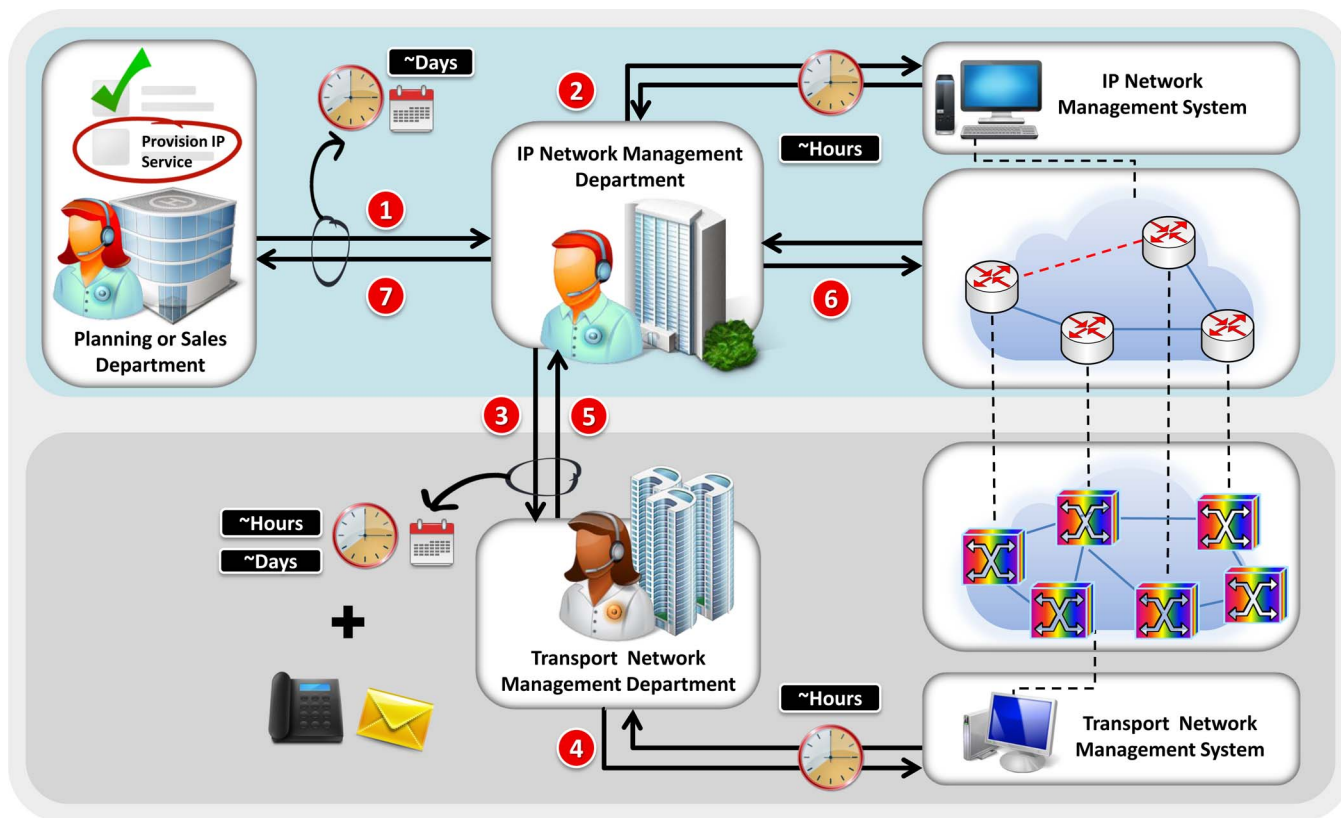 Provision IP
Service
Planning or Sales
Department
~Days
1
7
2
IP Network Management
Department
~Hours
IP Network
Management System
6
3
5
~Hours
~Days
+
Transport Network
Management Department
4
~Hours
Transport Network
Management System